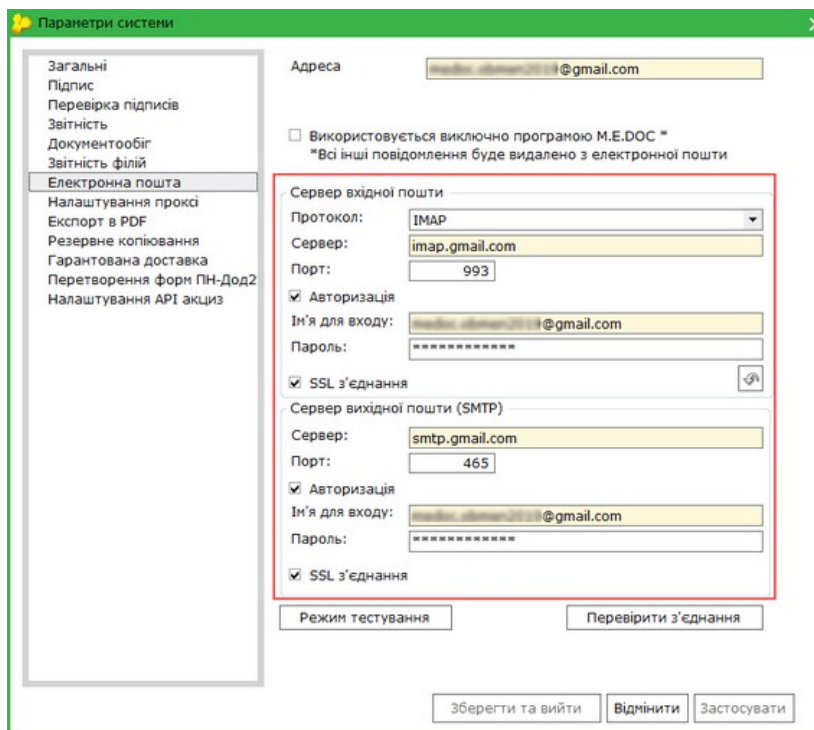 Параметри системи
Загальні
Підпис
Перевірка підписів
Звітність
Документообіг
Звітність філій
Електронна пошта
Налаштування проксі
Експорт в PDF
Резервне копіювання
Гарантована доставка
Перетворення форм ПН-Дод2
Налаштування API акциз
Адреса @gmail.com
Використовується виключно програмою M.E.DOC *
*Всі інші повідомлення буде видалено з електронної пошти
Сервер вхідної пошти
Протокол: IMAP
Сервер: imap.gmail.com
Порт: 993
Авторизація
Ім'я для входу: @gmail.com
Пароль: ************
SSL з'єднання
Сервер вихідної пошти (SMTP)
Сервер: smtp.gmail.com
Порт: 465
Авторизація
Ім'я для входу: @gmail.com
Пароль: ************
SSL з'єднання
Режим тестування Перевірити з'єднання
Зберегти та вийти Відмінити Застосувати